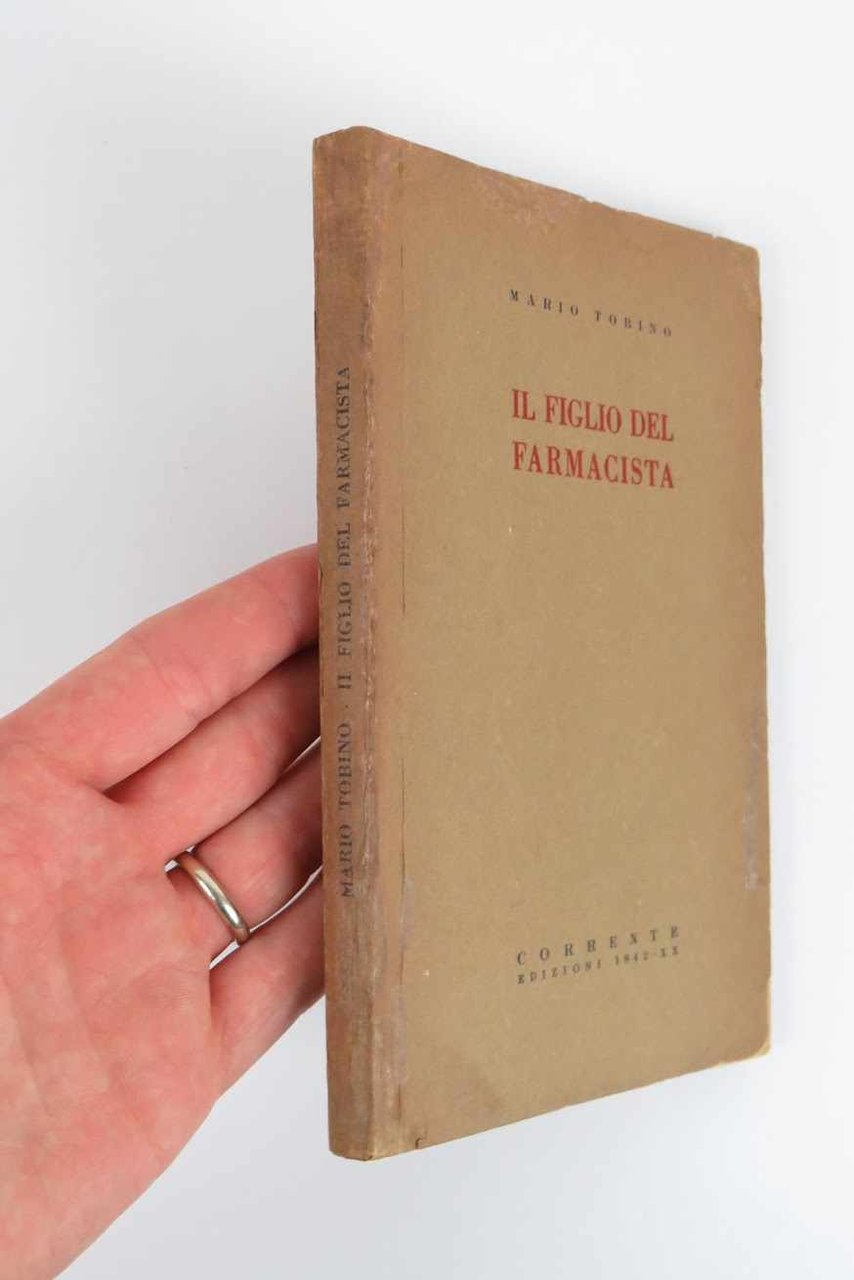 MARIO TOBINO · IL FIGLIO DEL FARMACISTA
MARIO TOBINO
IL FIGLIO DEL
FARMACISTA
CORRENTE
EDIZIONI 1942-XX